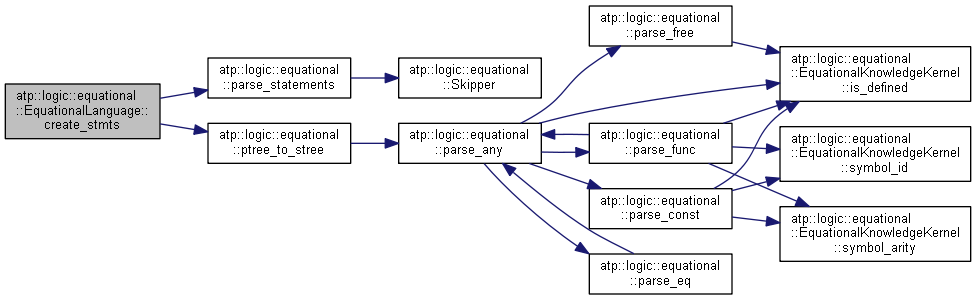 atp::logic::equational
::EquationalLanguage::
create_stmts
atp::logic::equational
::parse_statements
atp::logic::equational
::ptree_to_stree
atp::logic::equational
::Skipper
atp::logic::equational
::parse_any
atp::logic::equational
::parse_free
atp::logic::equational
::parse_func
atp::logic::equational
::parse_const
atp::logic::equational
::parse_eq
atp::logic::equational
::EquationalKnowledgeKernel
::is_defined
atp::logic::equational
::EquationalKnowledgeKernel
::symbol_id
atp::logic::equational
::EquationalKnowledgeKernel
::symbol_arity